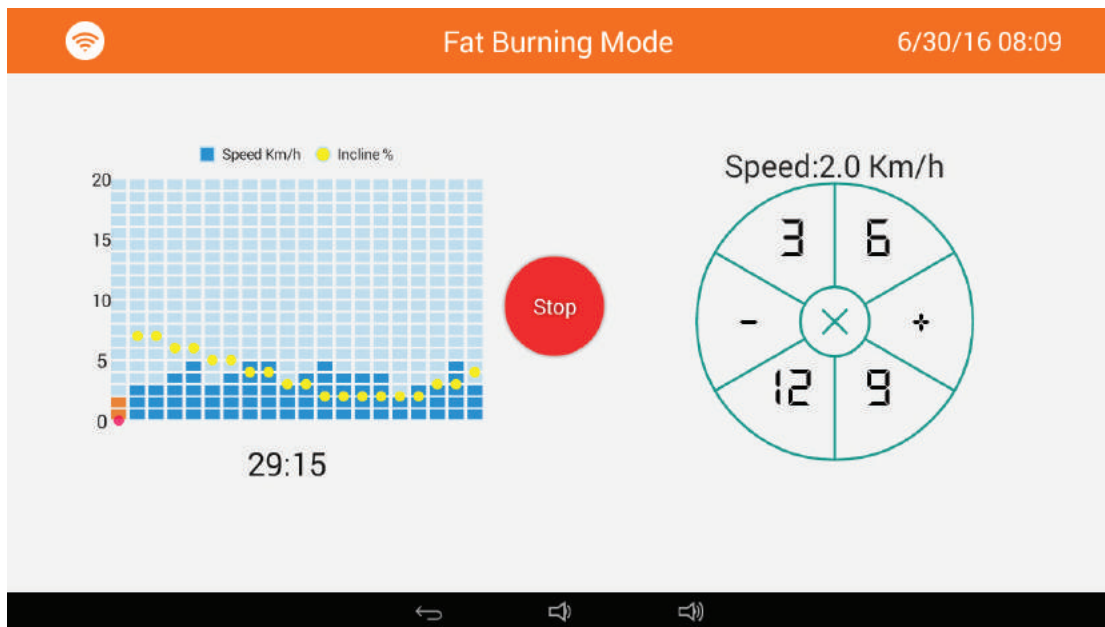 Fat Burning Mode
6/30/16 08:09
Speed Km/h Incline %
20
15
10
5
0
29:15
Stop
Speed:2.0 Km/h
3 6
- +
12 9